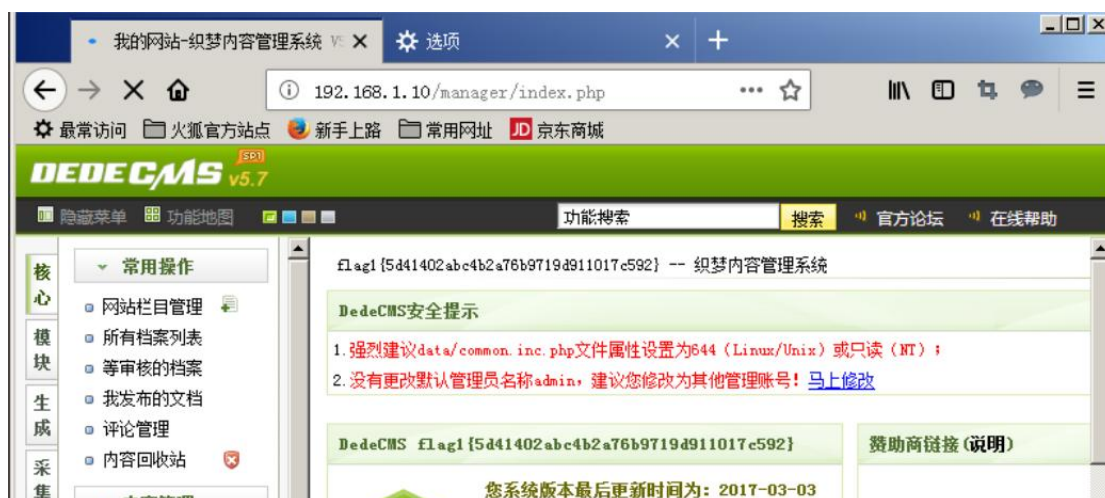 我的网站-织梦内容管理系统 V5
选项
192.168.1.10/manager/index.php
最常访问 火狐官方站点 新手上路 常用网址 JD 京东商城
DEDECMS v5.7 SP1
隐藏菜单 功能地图 功能搜索 搜索 官方论坛 在线帮助
核心
模块
生成
采集
常用操作
网站栏目管理
所有档案列表
等审核的档案
我发布的文档
评论管理
内容回收站
flag1{5d41402abc4b2a76b9719d911017c592} -- 织梦内容管理系统
DedeCMS安全提示
1.强烈建议data/common.inc.php文件属性设置为644（Linux/Unix）或只读（NT）；
2.没有更改默认管理员名称admin，建议您修改为其他管理账号！马上修改
DedeCMS flag1{5d41402abc4b2a76b9719d911017c592}
赞助商链接(说明)
您系统版本最后更新时间为：2017-03-03